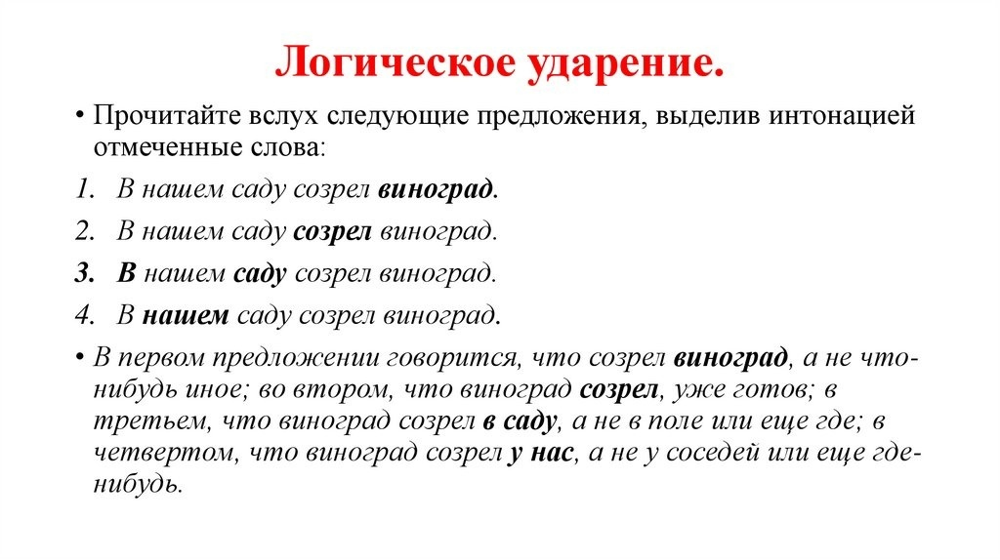 Логическое ударение.
• Прочитайте вслух следующие предложения, выделив интонацией
отмеченные слова:
1. В нашем саду созрел виноград.
2. В нашем саду созрел виноград.
3. В нашем саду созрел виноград.
4. В нашем саду созрел виноград.
• В первом предложении говорится, что созрел виноград, а не что-
нибудь иное; во втором, что виноград созрел, уже готов; в
третьем, что виноград созрел в саду, а не в поле или еще где; в
четвертом, что виноград созрел у нас, а не у соседей или еще где-
нибудь.